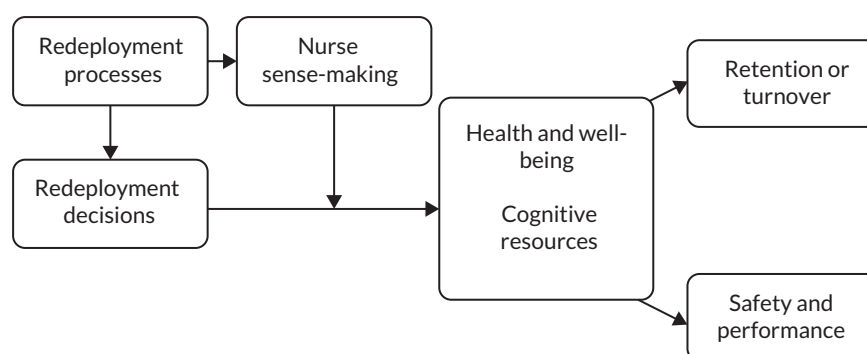 Redeployment
processes
Nurse
sense-making
Retention or
turnover
Health and well-
being
Cognitive
resources
Redeployment
decisions
Safety and
performance